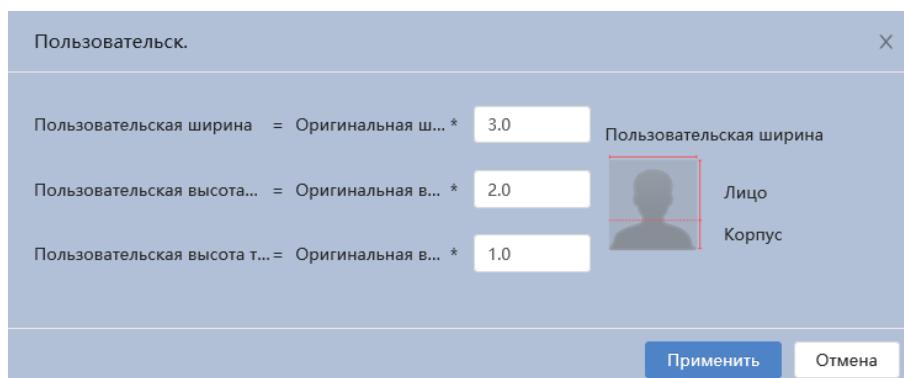 Пользовательск.
Пользовательская ширина = Оригинальная ш... * 3.0
Пользовательская ширина
Пользовательская высота... = Оригинальная в... * 2.0
Лицо
Корпус
Пользовательская высота т... = Оригинальная в... * 1.0
Применить Отмена